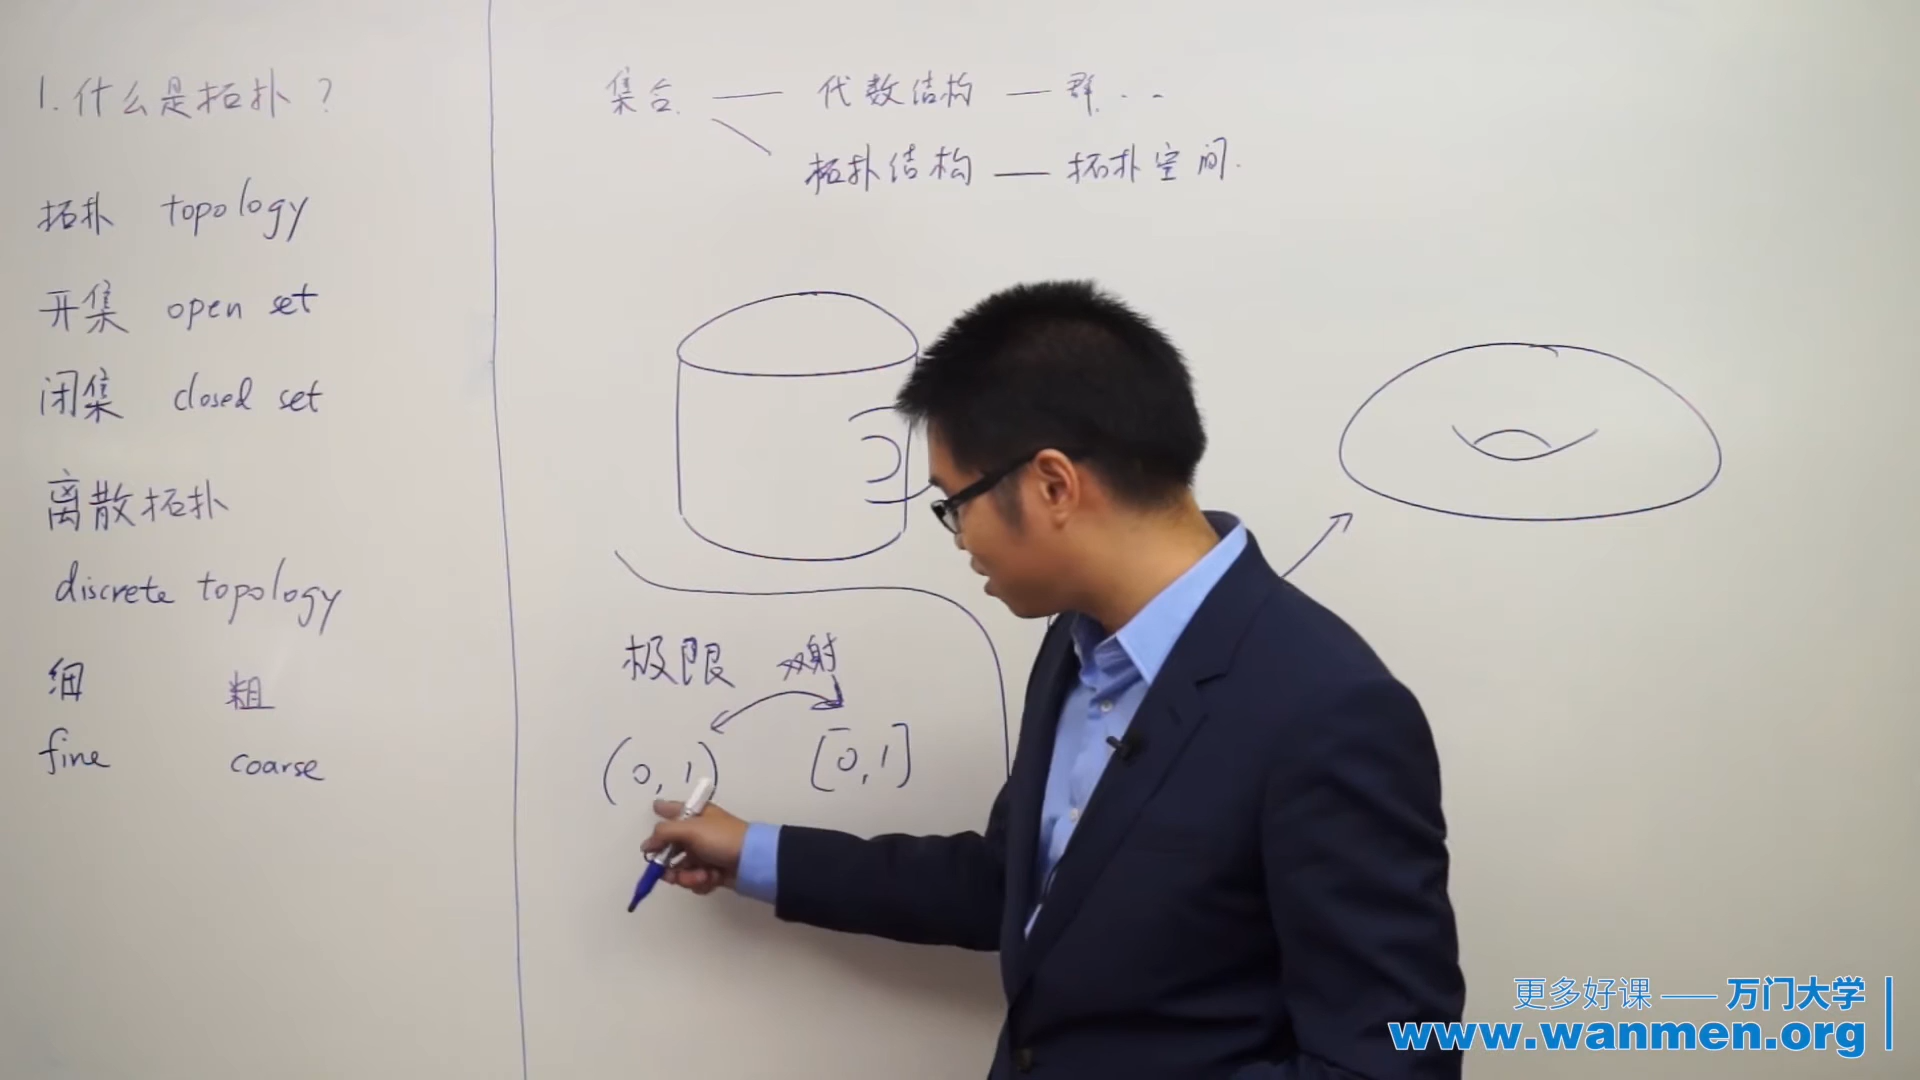 1. 什么是拓扑?
拓扑 topology
开集 open set
闭集 closed set
离散拓扑
discrete topology
细 粗
fine coarse
集合. — 代数结构 — 群. . .
拓扑结构 — 拓扑空间.
极限 双射
(0, 1) [0, 1]
更多好课 —— 万门大学
www.wanmen.org